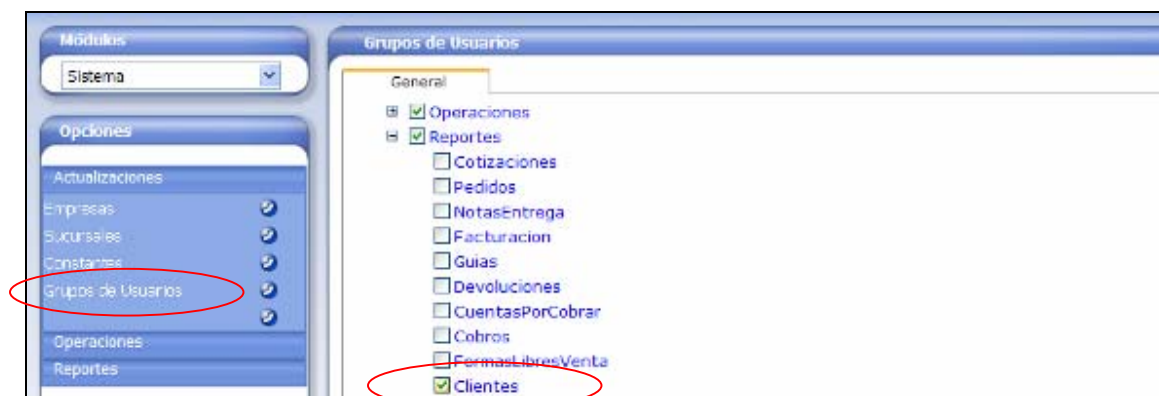 Módulos
Sistema
Opciones
Actualizaciones
Empresas
Sucursales
Constantes
Grupos de Usuarios
Operaciones
Reportes
Grupos de Usuarios
General
Operaciones
Reportes
Cotizaciones
Pedidos
NotasEntrega
Facturacion
Guias
Devoluciones
CuentasPorCobrar
Cobros
FormasLibresVenta
Clientes